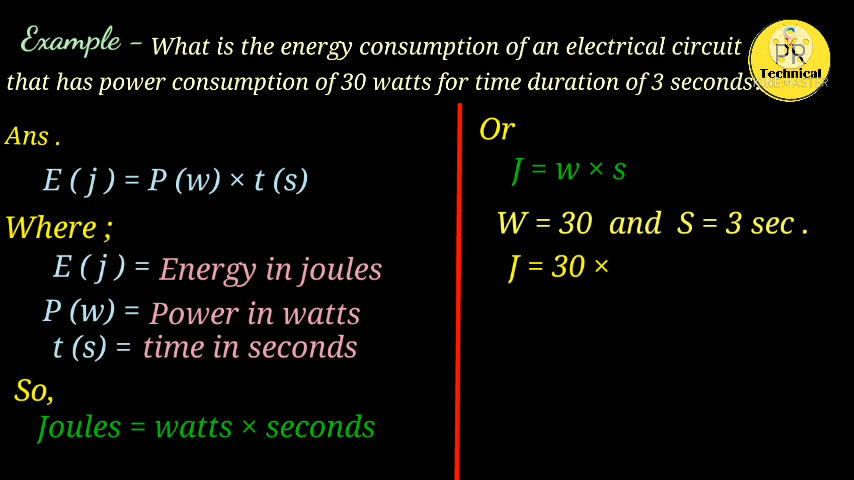 Example - What is the energy consumption of an electrical circuit
that has power consumption of 30 watts for time duration of 3 seconds
PR
Technical
Ans .
E ( j ) = P (w) × t (s)
Where ;
E ( j ) = Energy in joules
P (w) = Power in watts
t (s) = time in seconds
So,
Joules = watts × seconds
Or
J = w × s
W = 30 and S = 3 sec .
J = 30 ×